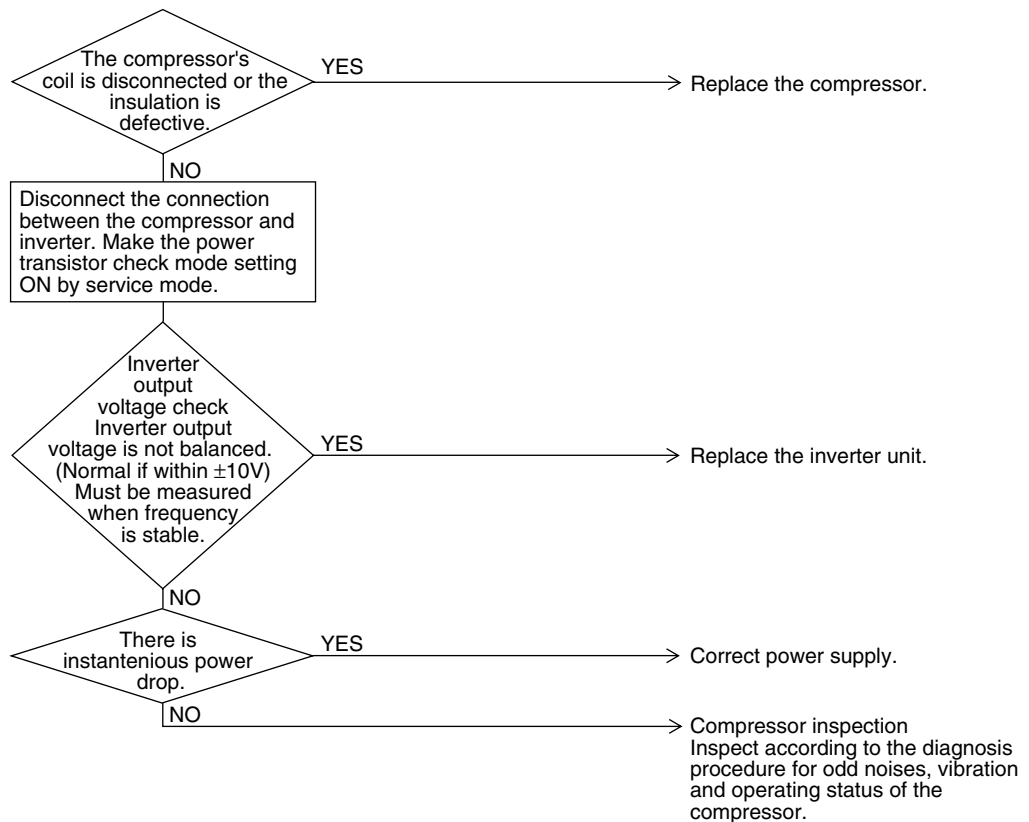 The compressor's
coil is disconnected or the
insulation is
defective.
YES
Replace the compressor.
NO
Disconnect the connection
between the compressor and
inverter. Make the power
transistor check mode setting
ON by service mode.
Inverter
output
voltage check
Inverter output
voltage is not balanced.
(Normal if within ±10V)
Must be measured
when frequency
is stable.
YES
Replace the inverter unit.
NO
There is
instantenious power
drop.
YES
Correct power supply.
NO
Compressor inspection
Inspect according to the diagnosis
procedure for odd noises, vibration
and operating status of the
compressor.